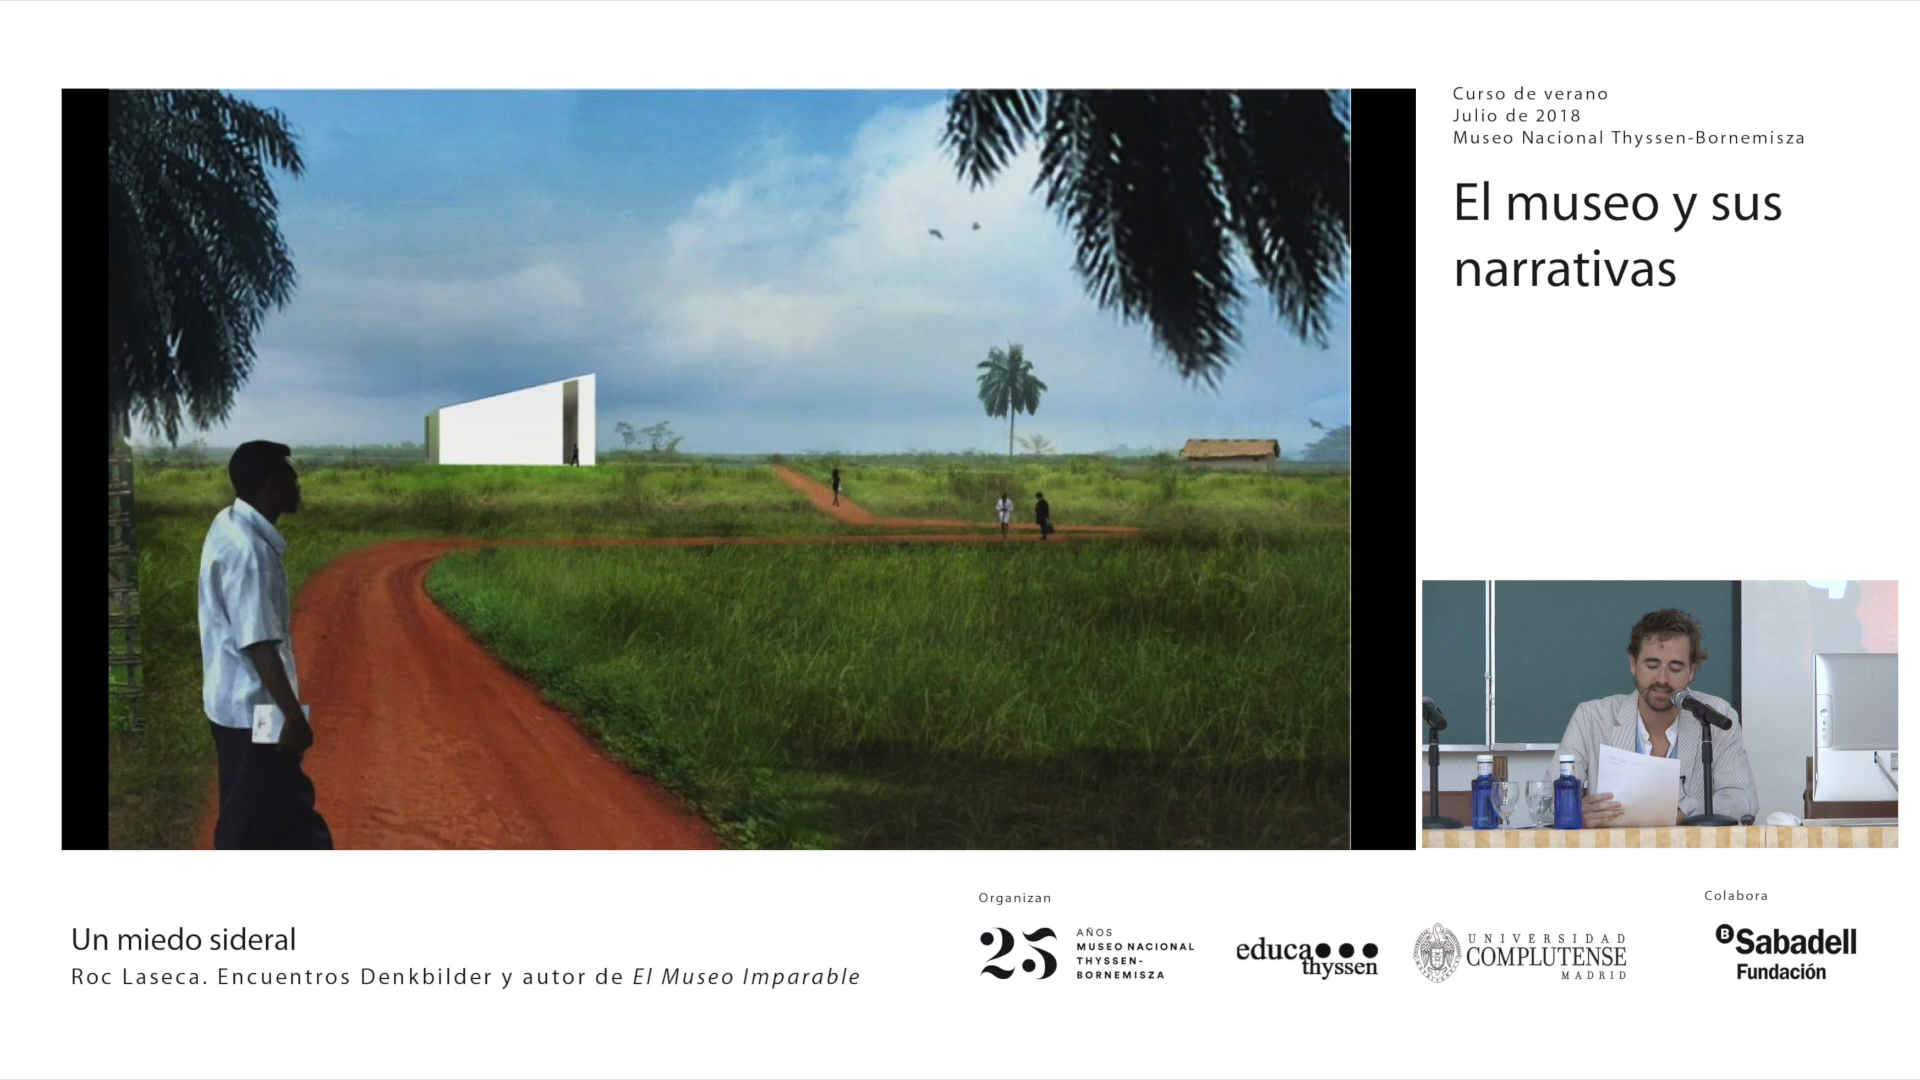 Curso de verano
Julio de 2018
Museo Nacional Thyssen-Bornemisza
El museo y sus
narrativas
Un miedo sideral
Roc Laseca. Encuentros Denkbilder y autor de El Museo Imparable
Organizan
25
AÑOS
MUSEO NACIONAL
THYSSEN-
BORNEMISZA
educa
thyssen
UNIVERSIDAD
COMPLUTENSE
MADRID
Colabora
B Sabadell
Fundación